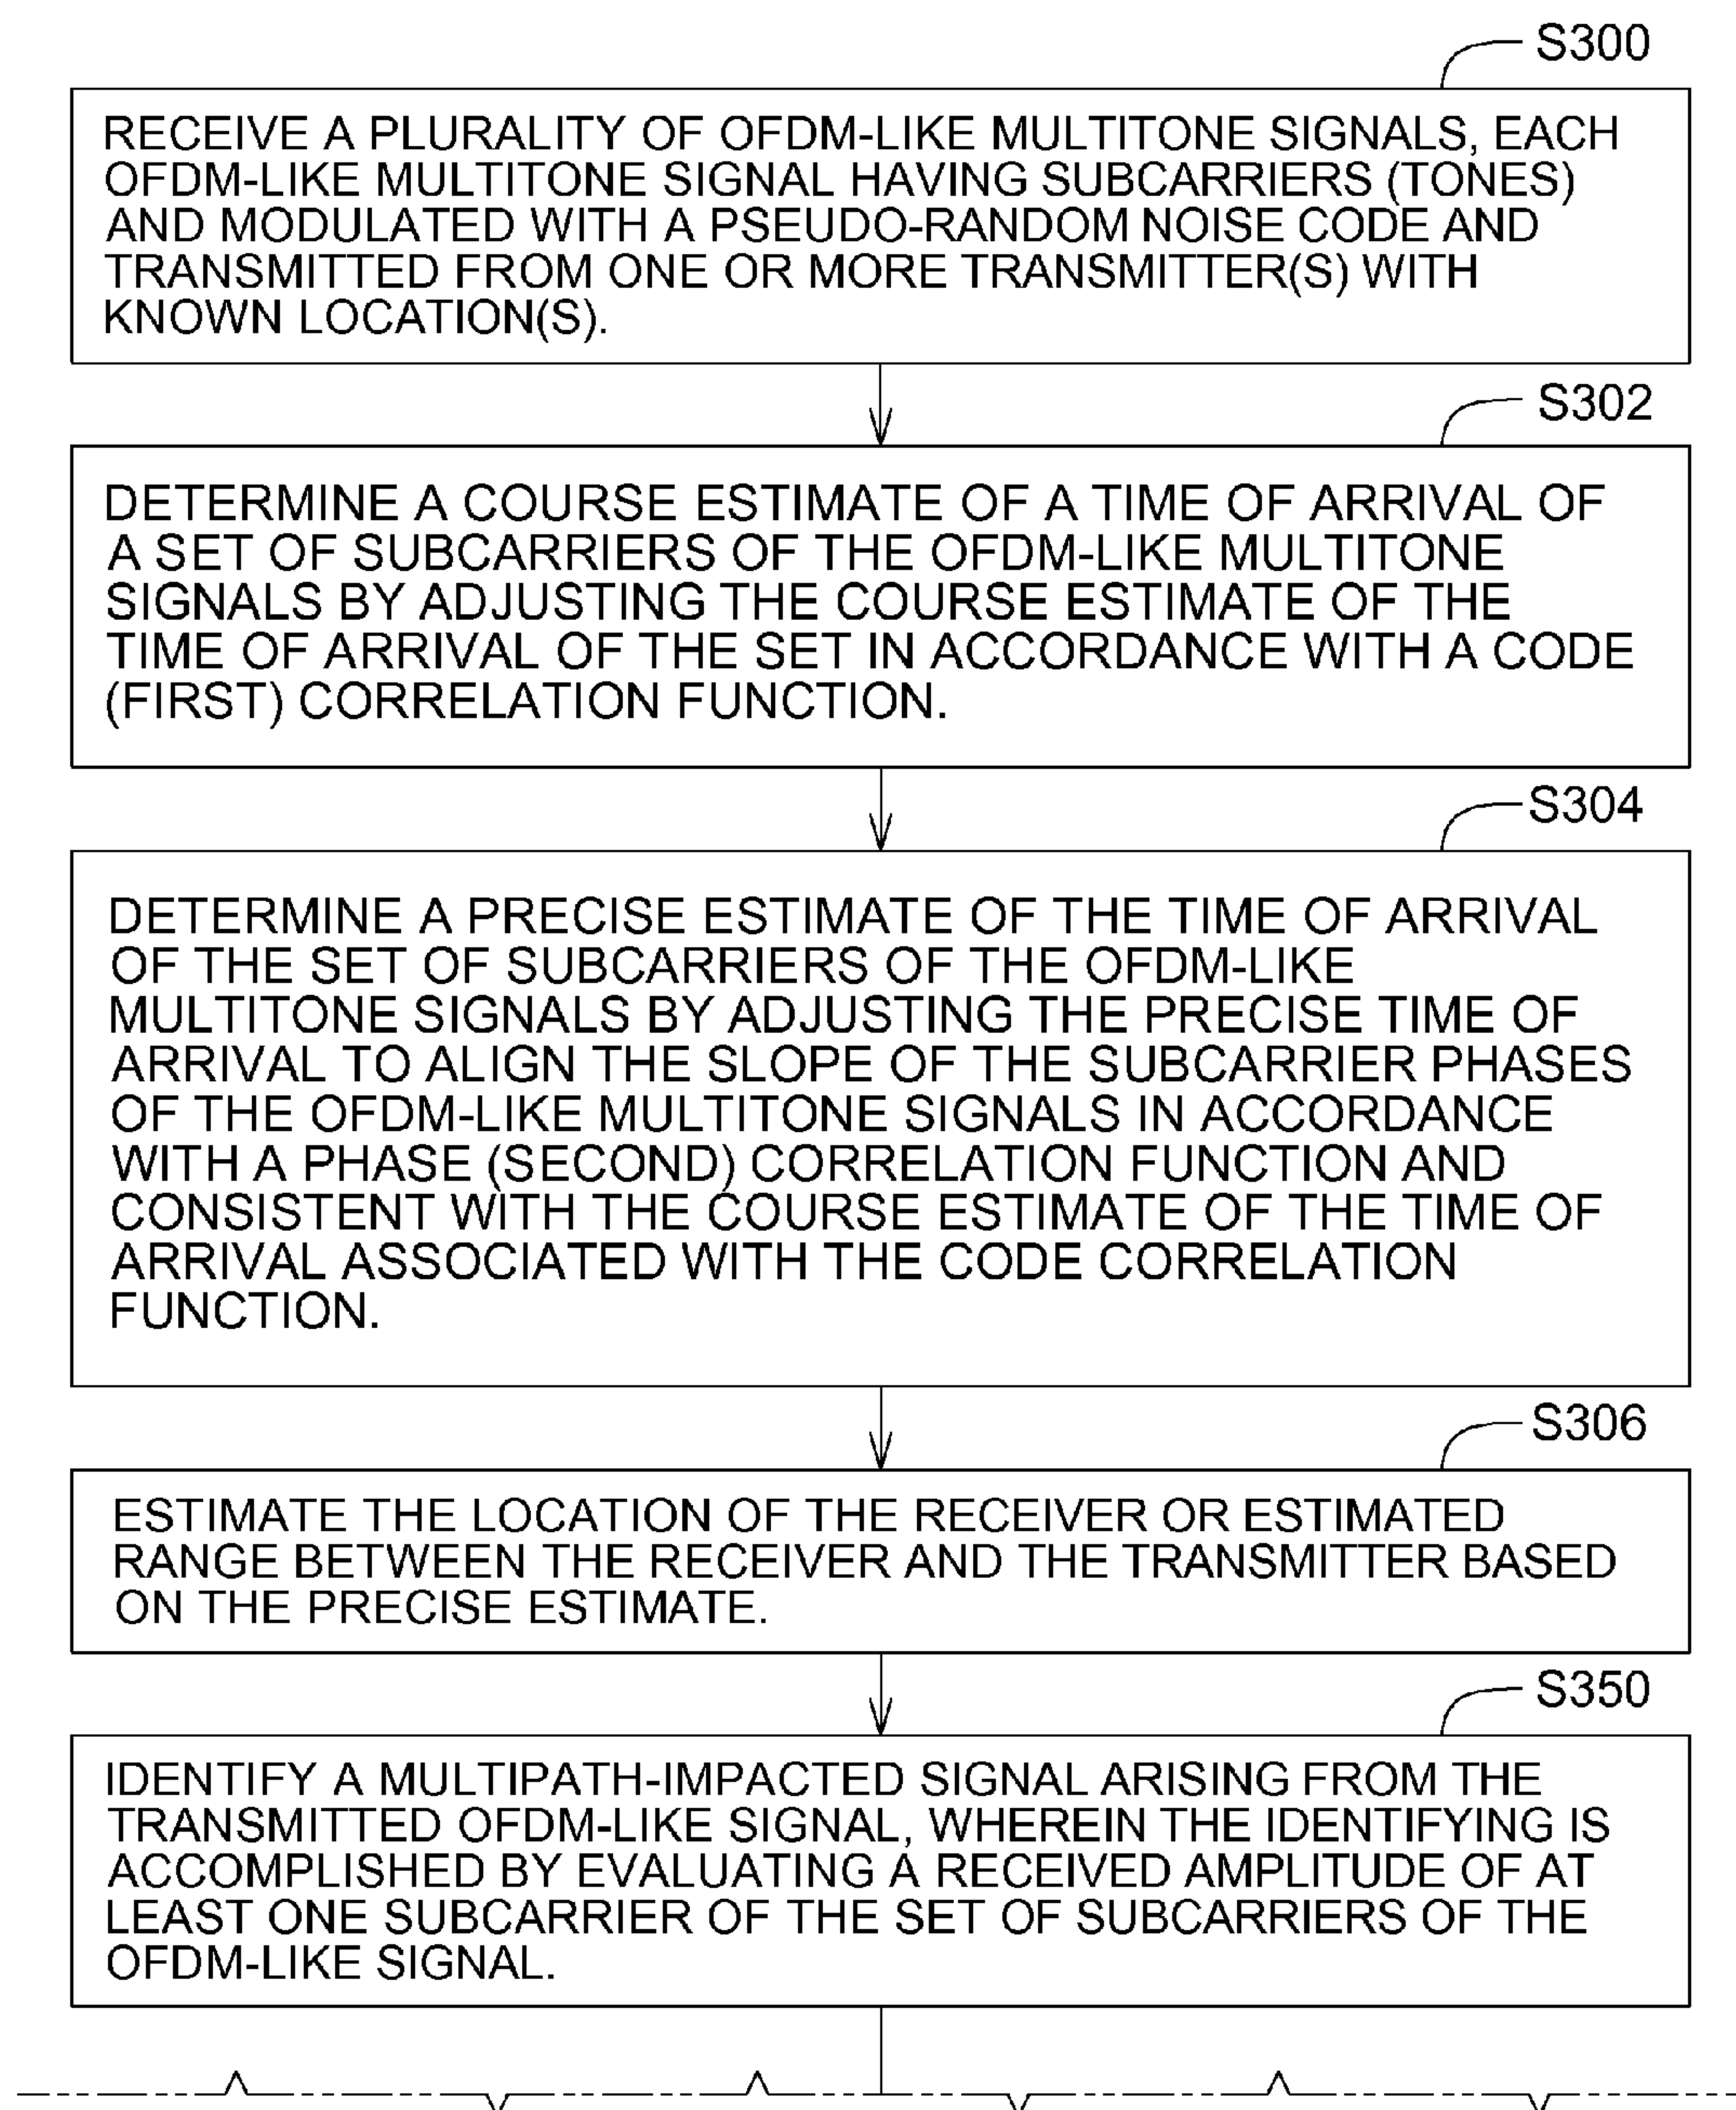 S300
RECEIVE A PLURALITY OF OFDM-LIKE MULTITONE SIGNALS, EACH
OFDM-LIKE MULTITONE SIGNAL HAVING SUBCARRIERS (TONES)
AND MODULATED WITH A PSEUDO-RANDOM NOISE CODE AND
TRANSMITTED FROM ONE OR MORE TRANSMITTER(S) WITH
KNOWN LOCATION(S).
S302
DETERMINE A COURSE ESTIMATE OF A TIME OF ARRIVAL OF
A SET OF SUBCARRIERS OF THE OFDM-LIKE MULTITONE
SIGNALS BY ADJUSTING THE COURSE ESTIMATE OF THE
TIME OF ARRIVAL OF THE SET IN ACCORDANCE WITH A CODE
(FIRST) CORRELATION FUNCTION.
S304
DETERMINE A PRECISE ESTIMATE OF THE TIME OF ARRIVAL
OF THE SET OF SUBCARRIERS OF THE OFDM-LIKE
MULTITONE SIGNALS BY ADJUSTING THE PRECISE TIME OF
ARRIVAL TO ALIGN THE SLOPE OF THE SUBCARRIER PHASES
OF THE OFDM-LIKE MULTITONE SIGNALS IN ACCORDANCE
WITH A PHASE (SECOND) CORRELATION FUNCTION AND
CONSISTENT WITH THE COURSE ESTIMATE OF THE TIME OF
ARRIVAL ASSOCIATED WITH THE CODE CORRELATION
FUNCTION.
S306
ESTIMATE THE LOCATION OF THE RECEIVER OR ESTIMATED
RANGE BETWEEN THE RECEIVER AND THE TRANSMITTER BASED
ON THE PRECISE ESTIMATE.
S350
IDENTIFY A MULTIPATH-IMPACTED SIGNAL ARISING FROM THE
TRANSMITTED OFDM-LIKE SIGNAL, WHEREIN THE IDENTIFYING IS
ACCOMPLISHED BY EVALUATING A RECEIVED AMPLITUDE OF AT
LEAST ONE SUBCARRIER OF THE SET OF SUBCARRIERS OF THE
OFDM-LIKE SIGNAL.